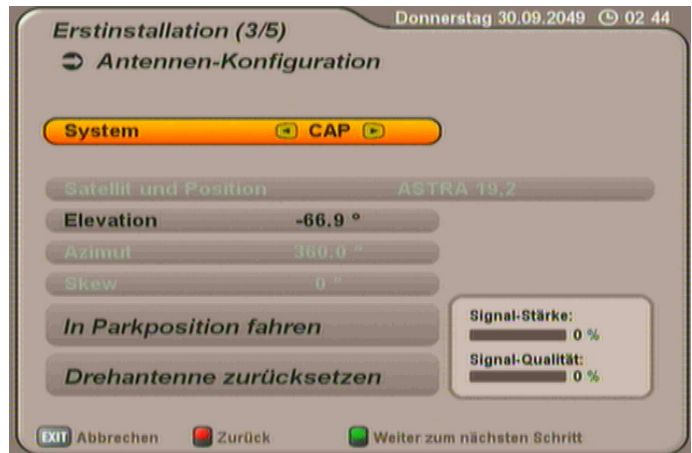 Donnerstag 30.09.2049 02 44
Erstinstallation (3/5)
Antennen-Konfiguration
System CAP
Satellit und Position ASTRA 19,2
Elevation -66.9 °
Azimut 360.0 °
Skew 0 °
In Parkposition fahren
Drehantenne zurücksetzen
Signal-Stärke:
0 %
Signal-Qualität:
0 %
EXIT Abbrechen Zurück Weiter zum nächsten Schritt